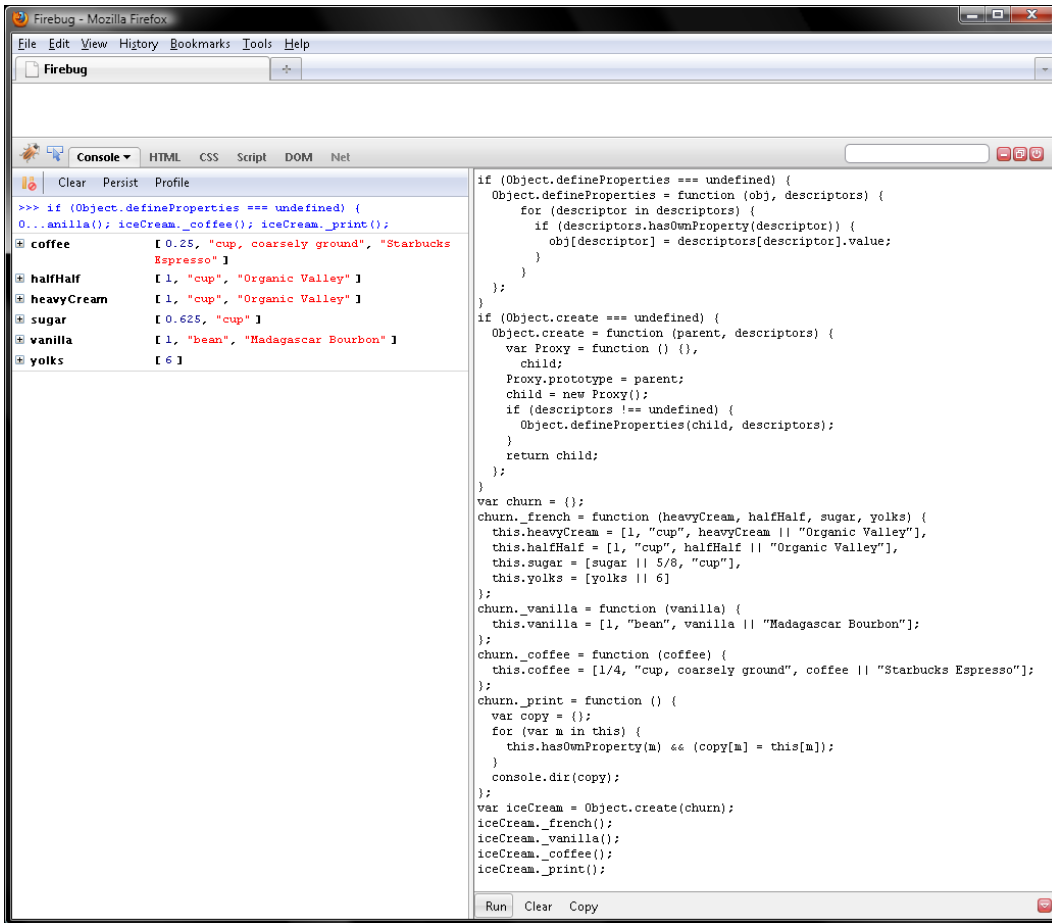 Firebug - Mozilla Firefox
File Edit View History Bookmarks Tools Help
Firebug
Console HTML CSS Script DOM Net
Clear Persist Profile
>>> if (Object.defineProperties === undefined) {
O...anilla(); iceCream._coffee(); iceCream._print();
coffee [ 0.25, "cup, coarsely ground", "Starbucks
Espresso" ]
halfHalf [ 1, "cup", "Organic Valley" ]
heavyCream [ 1, "cup", "Organic Valley" ]
sugar [ 0.625, "cup" ]
vanilla [ 1, "bean", "Madagascar Bourbon" ]
yolks [ 6 ]
if (Object.defineProperties === undefined) {
  Object.defineProperties = function (obj, descriptors) {
      for (descriptor in descriptors) {
        if (descriptors.hasOwnProperty(descriptor)) {
          obj[descriptor] = descriptors[descriptor].value;
        }
      }
  };
}
if (Object.create === undefined) {
  Object.create = function (parent, descriptors) {
    var Proxy = function () {},
      child;
    Proxy.prototype = parent;
    child = new Proxy();
    if (descriptors !== undefined) {
      Object.defineProperties(child, descriptors);
    }
    return child;
  };
}
var churn = {};
churn._french = function (heavyCream, halfHalf, sugar, yolks) {
  this.heavyCream = [1, "cup", heavyCream || "Organic Valley"],
  this.halfHalf = [1, "cup", halfHalf || "Organic Valley"],
  this.sugar = [sugar || 5/8, "cup"],
  this.yolks = [yolks || 6]
};
churn._vanilla = function (vanilla) {
  this.vanilla = [1, "bean", vanilla || "Madagascar Bourbon"];
};
churn._coffee = function (coffee) {
  this.coffee = [1/4, "cup, coarsely ground", coffee || "Starbucks Espresso"];
};
churn._print = function () {
  var copy = {};
  for (var m in this) {
    this.hasOwnProperty(m) && (copy[m] = this[m]);
  }
  console.dir(copy);
};
var iceCream = Object.create(churn);
iceCream._french();
iceCream._vanilla();
iceCream._coffee();
iceCream._print();
Run Clear Copy